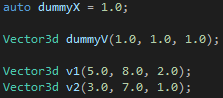 auto dummyX = 1.0;
Vector3d dummyV(1.0, 1.0, 1.0);
Vector3d v1(5.0, 8.0, 2.0);
Vector3d v2(3.0, 7.0, 1.0);